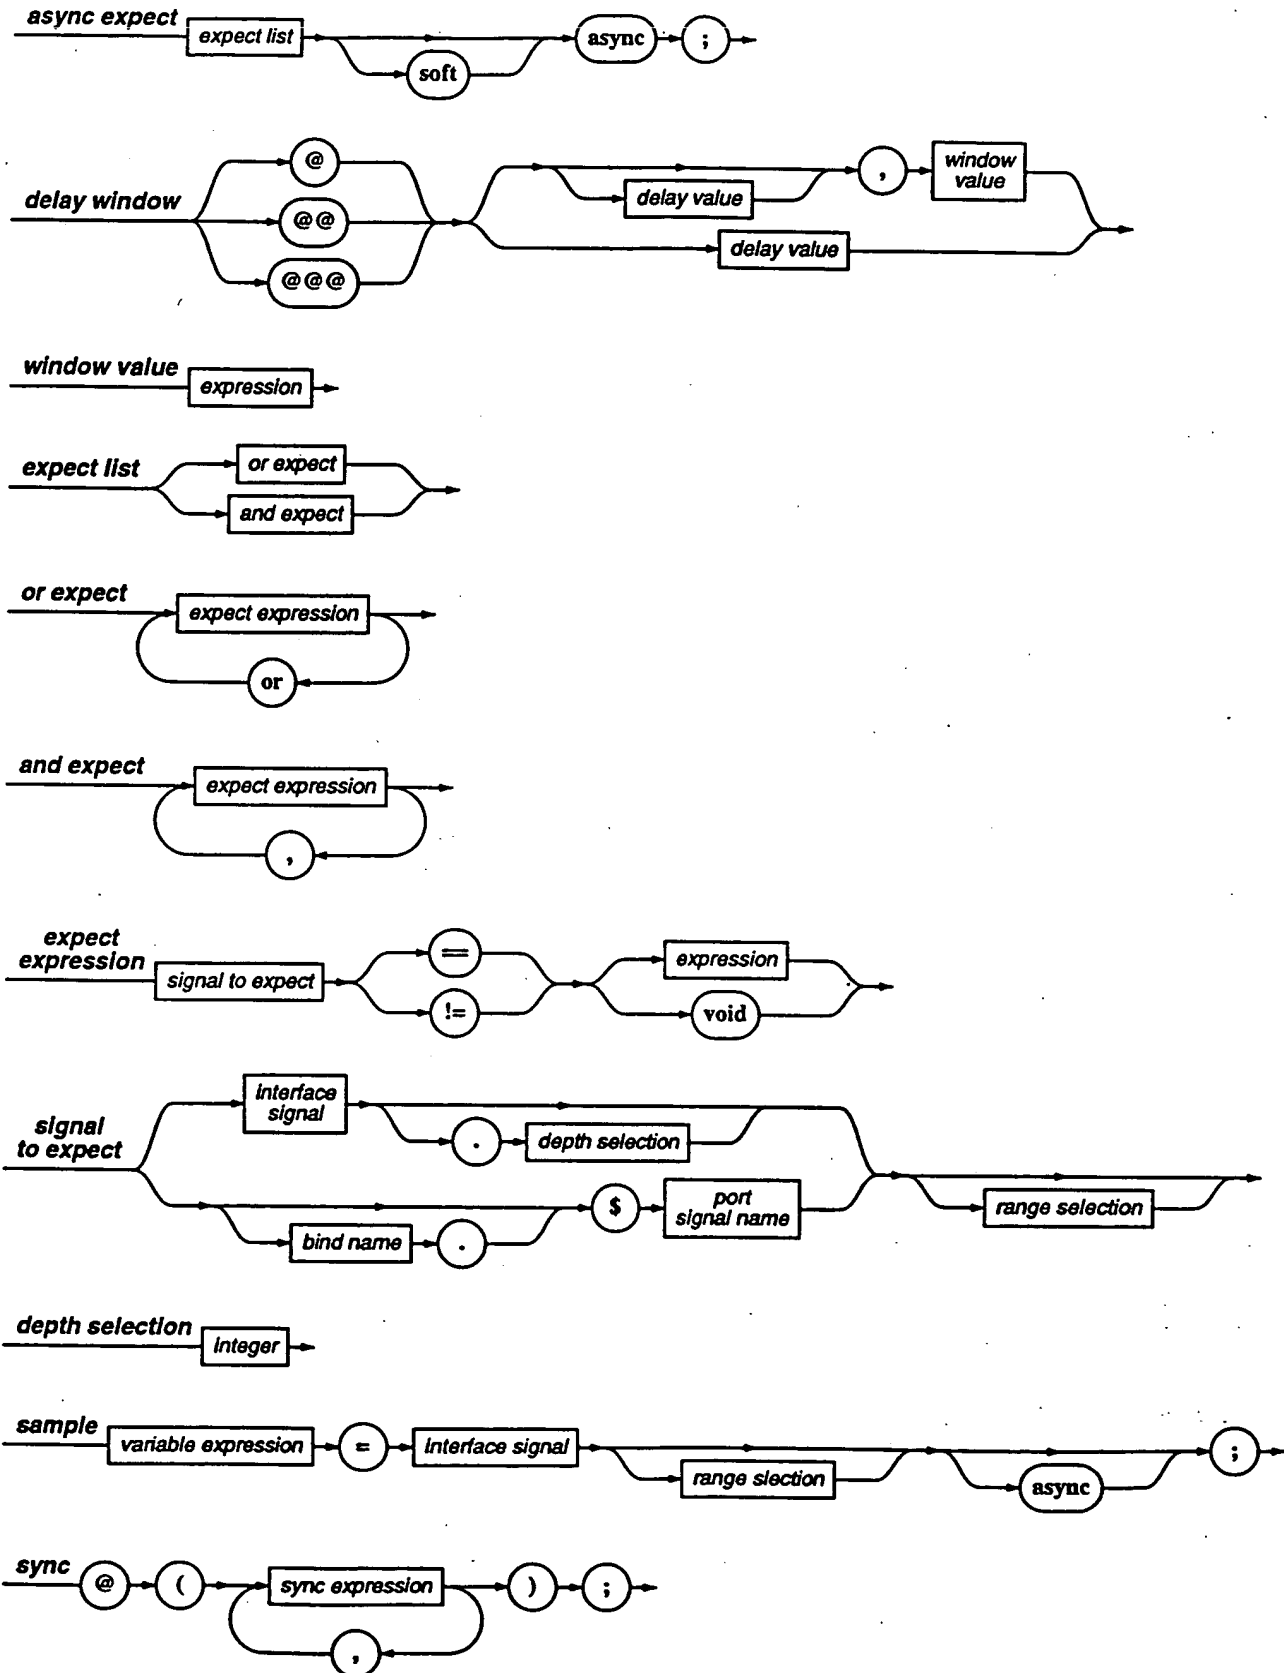 async expect
expect list
async
;
soft
delay window
@
@@
@@@
delay value
,
window
value
delay value
window value
expression
expect list
or expect
and expect
or expect
expect expression
or
and expect
expect expression
,
expect
expression
signal to expect
==
!=
expression
void
signal
to expect
interface
signal
.
depth selection
bind name
.
$
port
signal name
range selection
depth selection
integer
sample
variable expression
=
interface signal
range slection
async
;
sync
@
(
sync expression
)
;
,